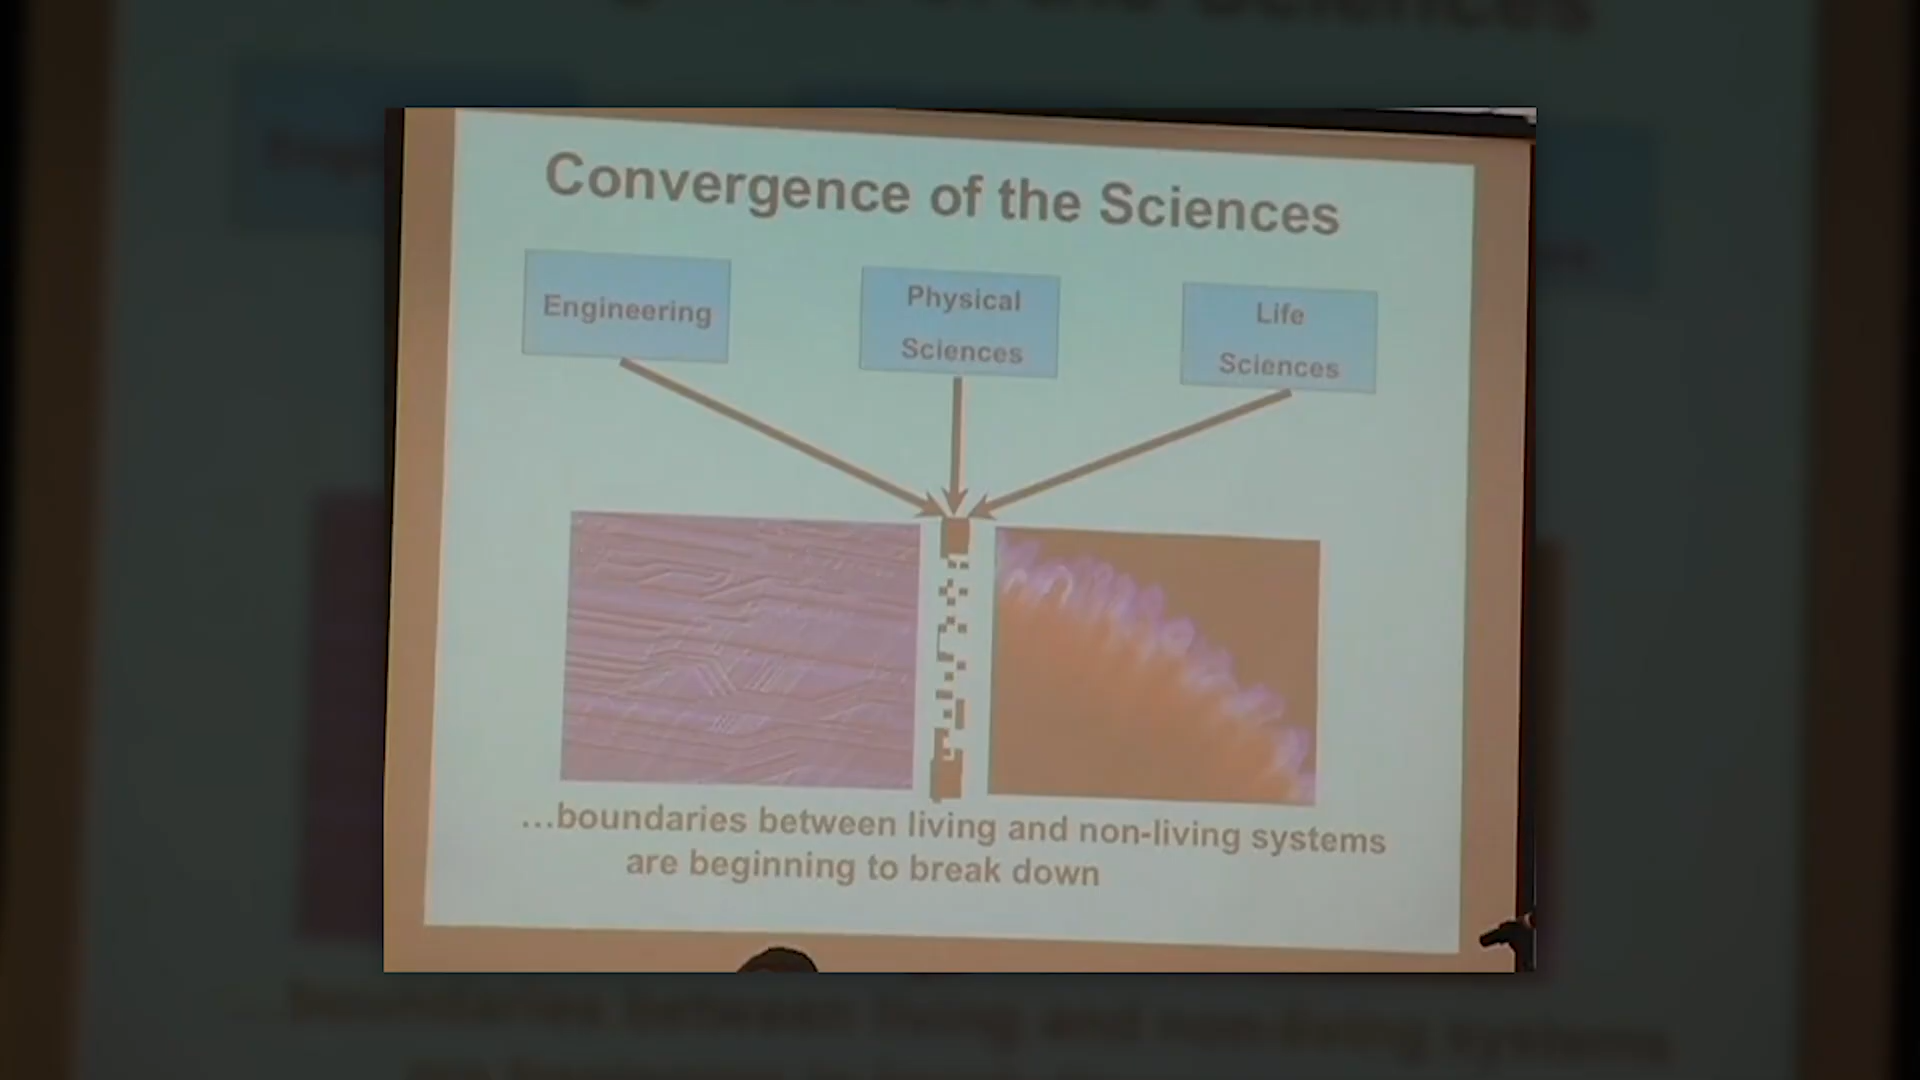 Convergence of the Sciences
Engineering
Physical
Sciences
Life
Sciences
...boundaries between living and non-living systems
are beginning to break down